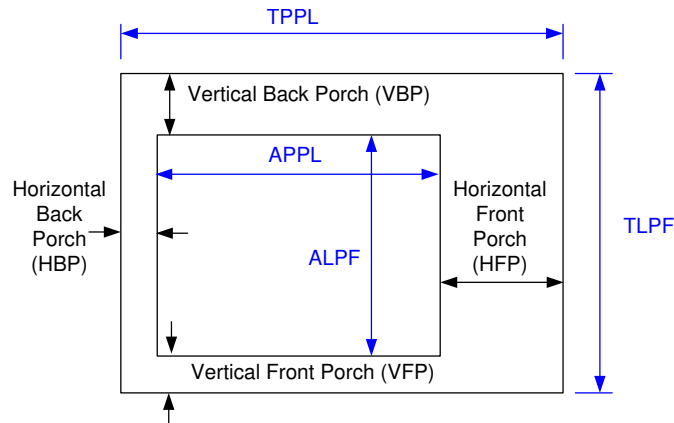 TPPL
Vertical Back Porch (VBP)
APPL
Horizontal
Back
Porch
(HBP)
Horizontal
Front
Porch
(HFP)
TLPF
ALPF
Vertical Front Porch (VFP)